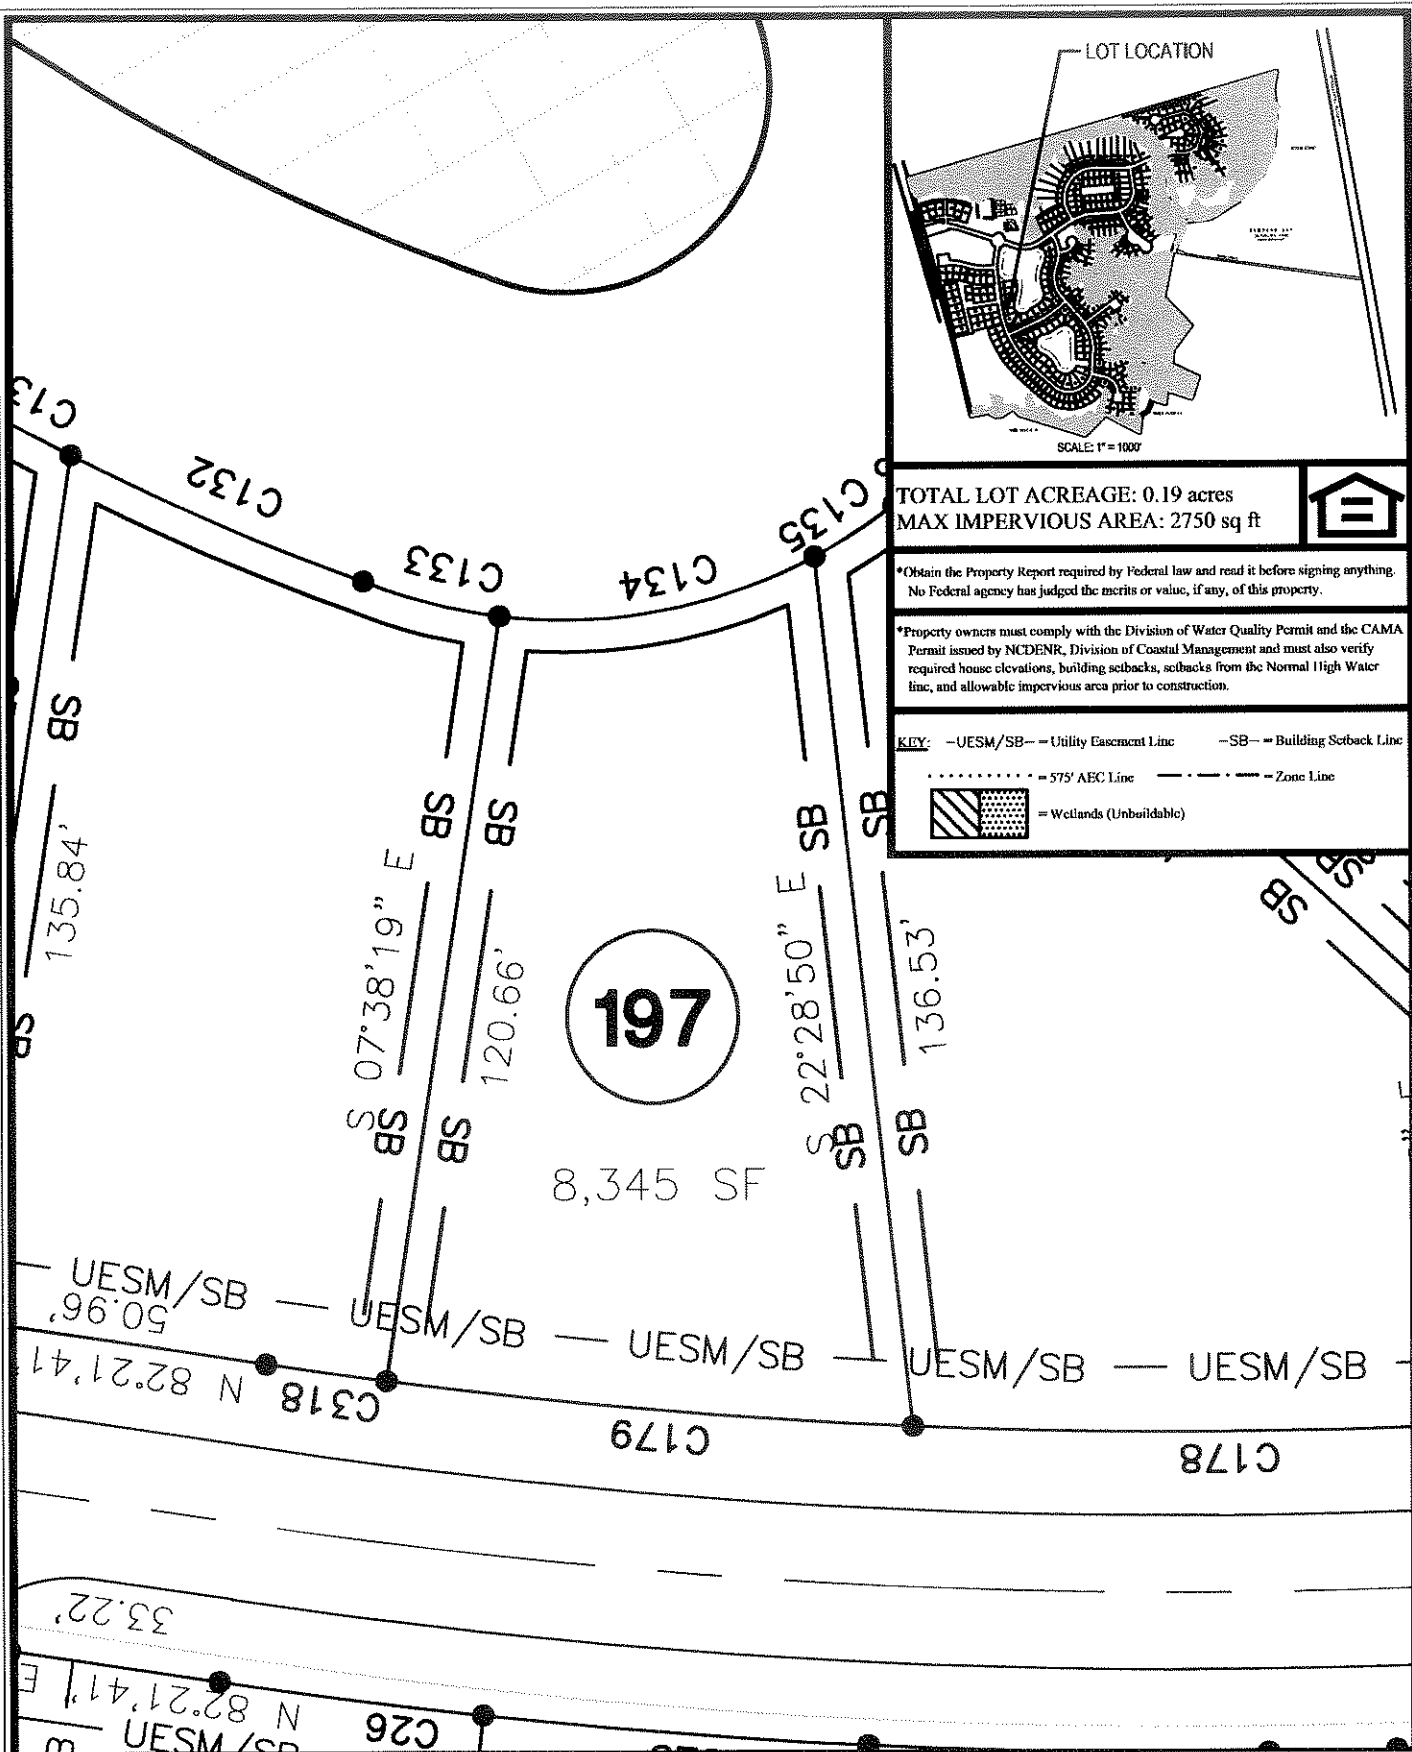 LOT LOCATION
SCALE: 1" = 1000'
TOTAL LOT ACREAGE: 0.19 acres
MAX IMPERVIOUS AREA: 2750 sq ft
*Obtain the Property Report required by Federal law and read it before signing anything.
No Federal agency has judged the merits or value, if any, of this property.
*Property owners must comply with the Division of Water Quality Permit and the CAMA
Permit issued by NCDENR, Division of Coastal Management and must also verify
required house elevations, building setbacks, setbacks from the Normal High Water
line, and allowable impervious area prior to construction.
KEY: -UESM/SB- = Utility Easement Line -SB- = Building Setback Line
= 575' AEC Line = Zone Line
= Wetlands (Unbuildable)
C13
C132
C133
C134
C135
SB
135.84'
SB
SB
SB
S 07°38'19" E
120.66'
SB
SB
197
8,345 SF
SB
SB
S 22°28'50" E
136.53'
SB
SB
SB
SB
UESM/SB
UESM/SB
UESM/SB
UESM/SB
UESM/SB
50.96'
N 82°21'41"
C318
C179
C178
33.22'
N 82°21'41" E
C26
UESM/SB